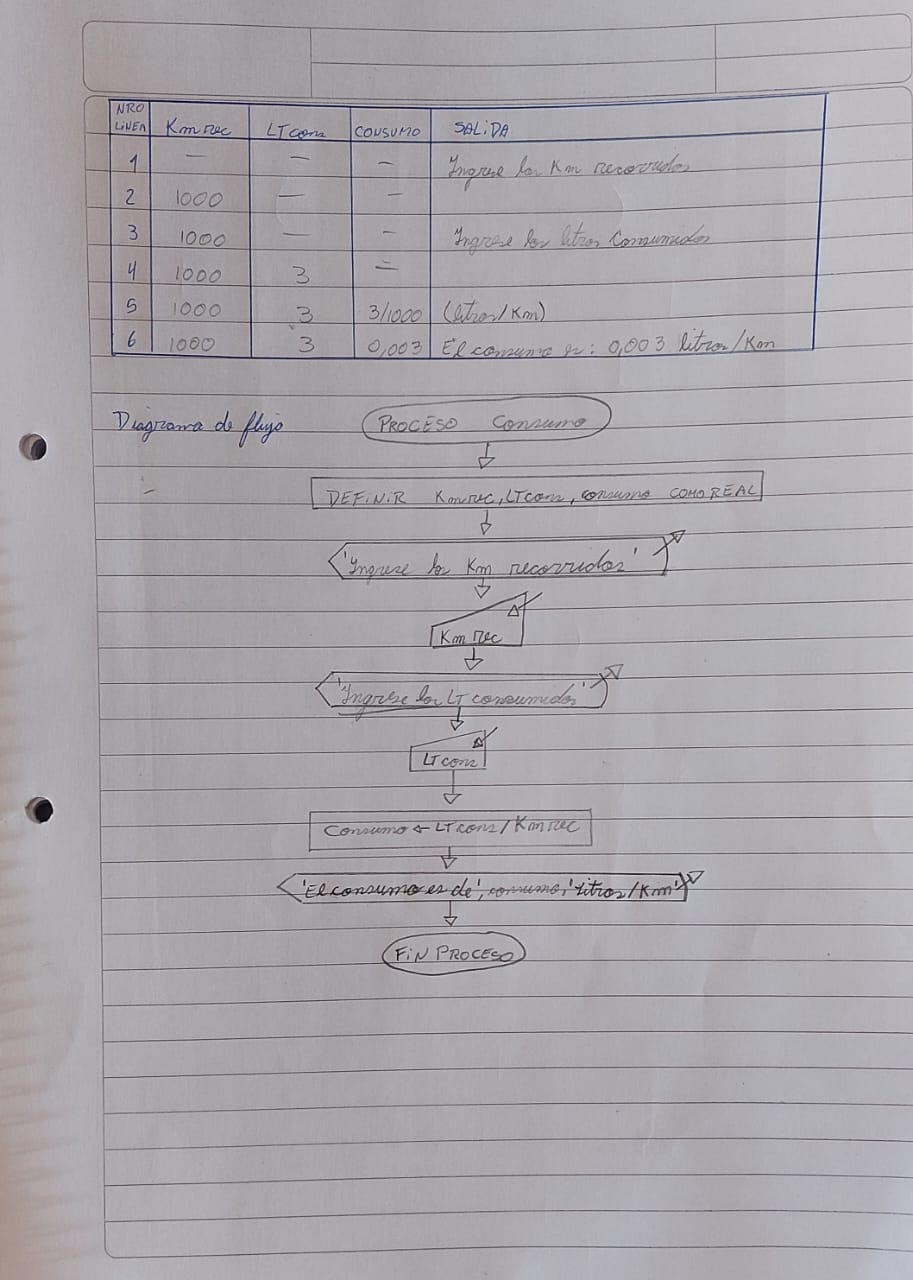 NRO LINEA Km rec LT cons CONSUMO SALIDA
1 — — — Ingrese los Km recorridos
2 1000 — —
3 1000 — — Ingrese los litros Consumidos
4 1000 3 —
5 1000 3 3/1000 (litros/Km)
6 1000 3 0,003 El consumo es: 0,003 litros/Km
Diagrama de flujo
PROCESO Consumo
DEFINIR Kmrec, LTcons, consumo COMO REAL
'Ingrese los Km recorridos'
Km rec
'Ingrese los LT consumidos'
LT cons
Consumo ← LT cons / Km rec
'El consumo es de', consumo, 'litros/Km'
FIN PROCESO